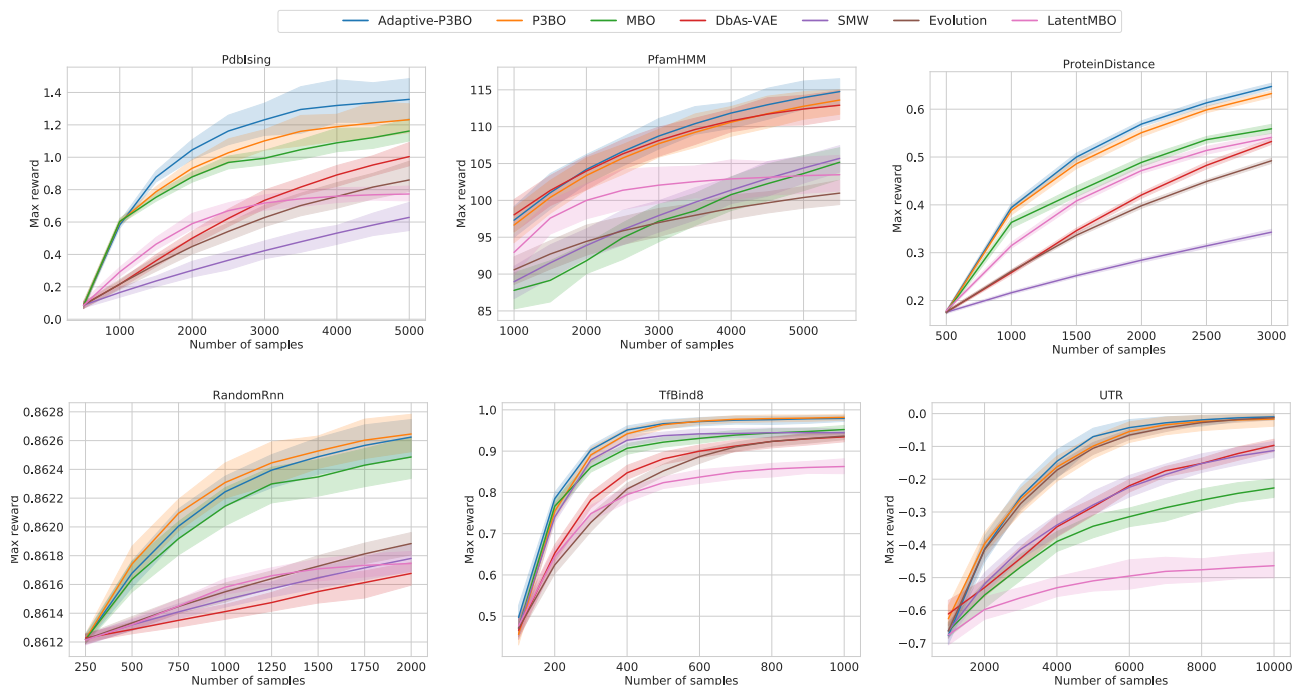 Adaptive-P3BO P3BO MBO DbAs-VAE SMW Evolution LatentMBO
PdbIsing
Max reward
1.4
1.2
1.0
0.8
0.6
0.4
0.2
0.0
1000 2000 3000 4000 5000
Number of samples
PfamHMM
Max reward
115
110
105
100
95
90
85
1000 2000 3000 4000 5000
Number of samples
ProteinDistance
Max reward
0.6
0.5
0.4
0.3
0.2
500 1000 1500 2000 2500 3000
Number of samples
RandomRnn
Max reward
0.8628
0.8626
0.8624
0.8622
0.8620
0.8618
0.8616
0.8614
0.8612
250 500 750 1000 1250 1500 1750 2000
Number of samples
TfBind8
Max reward
1.0
0.9
0.8
0.7
0.6
0.5
200 400 600 800 1000
Number of samples
UTR
Max reward
−0.0
−0.1
−0.2
−0.3
−0.4
−0.5
−0.6
−0.7
2000 4000 6000 8000 10000
Number of samples